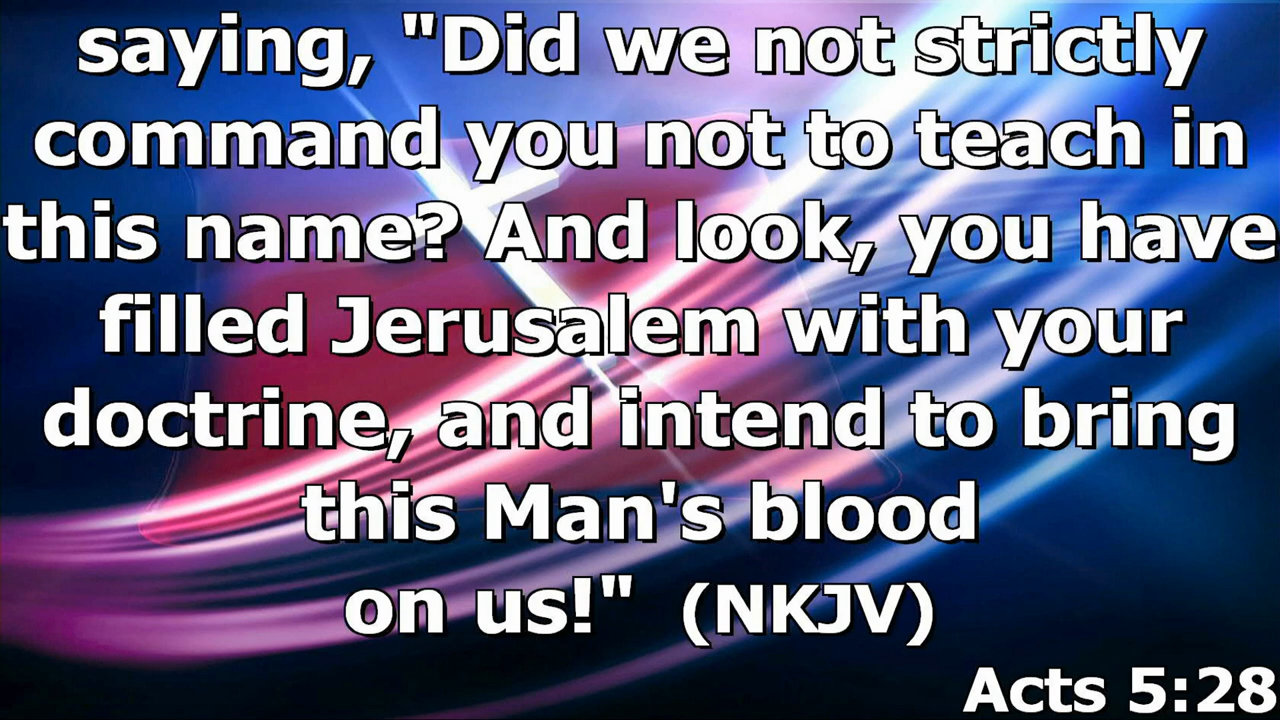 saying, "Did we not strictly
command you not to teach in
this name? And look, you have
filled Jerusalem with your
doctrine, and intend to bring
this Man's blood
on us!" (NKJV)
Acts 5:28